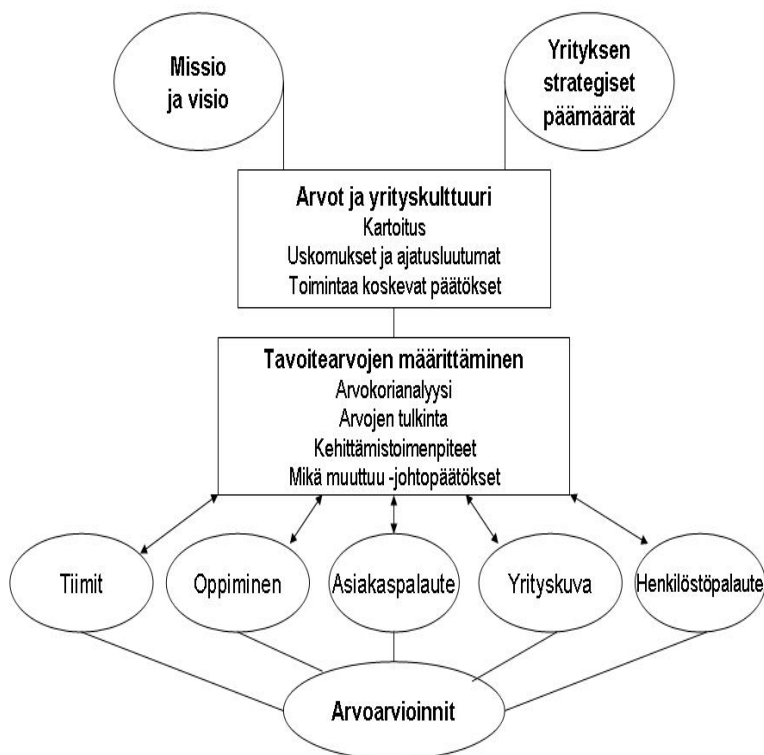 Missio
ja visio
Yrityksen
strategiset
päämäärät
Arvot ja yrityskulttuuri
Kartoitus
Uskomukset ja ajatusluutumat
Toimintaa koskevat päätökset
Tavoitearvojen määrittäminen
Arvokorianalyysi
Arvojen tulkinta
Kehittämistoimenpiteet
Mikä muuttuu -johtopäätökset
Tiimit
Oppiminen
Asiakaspalaute
Yrityskuva
Henkilöstöpalaute
Arvoarvioinnit